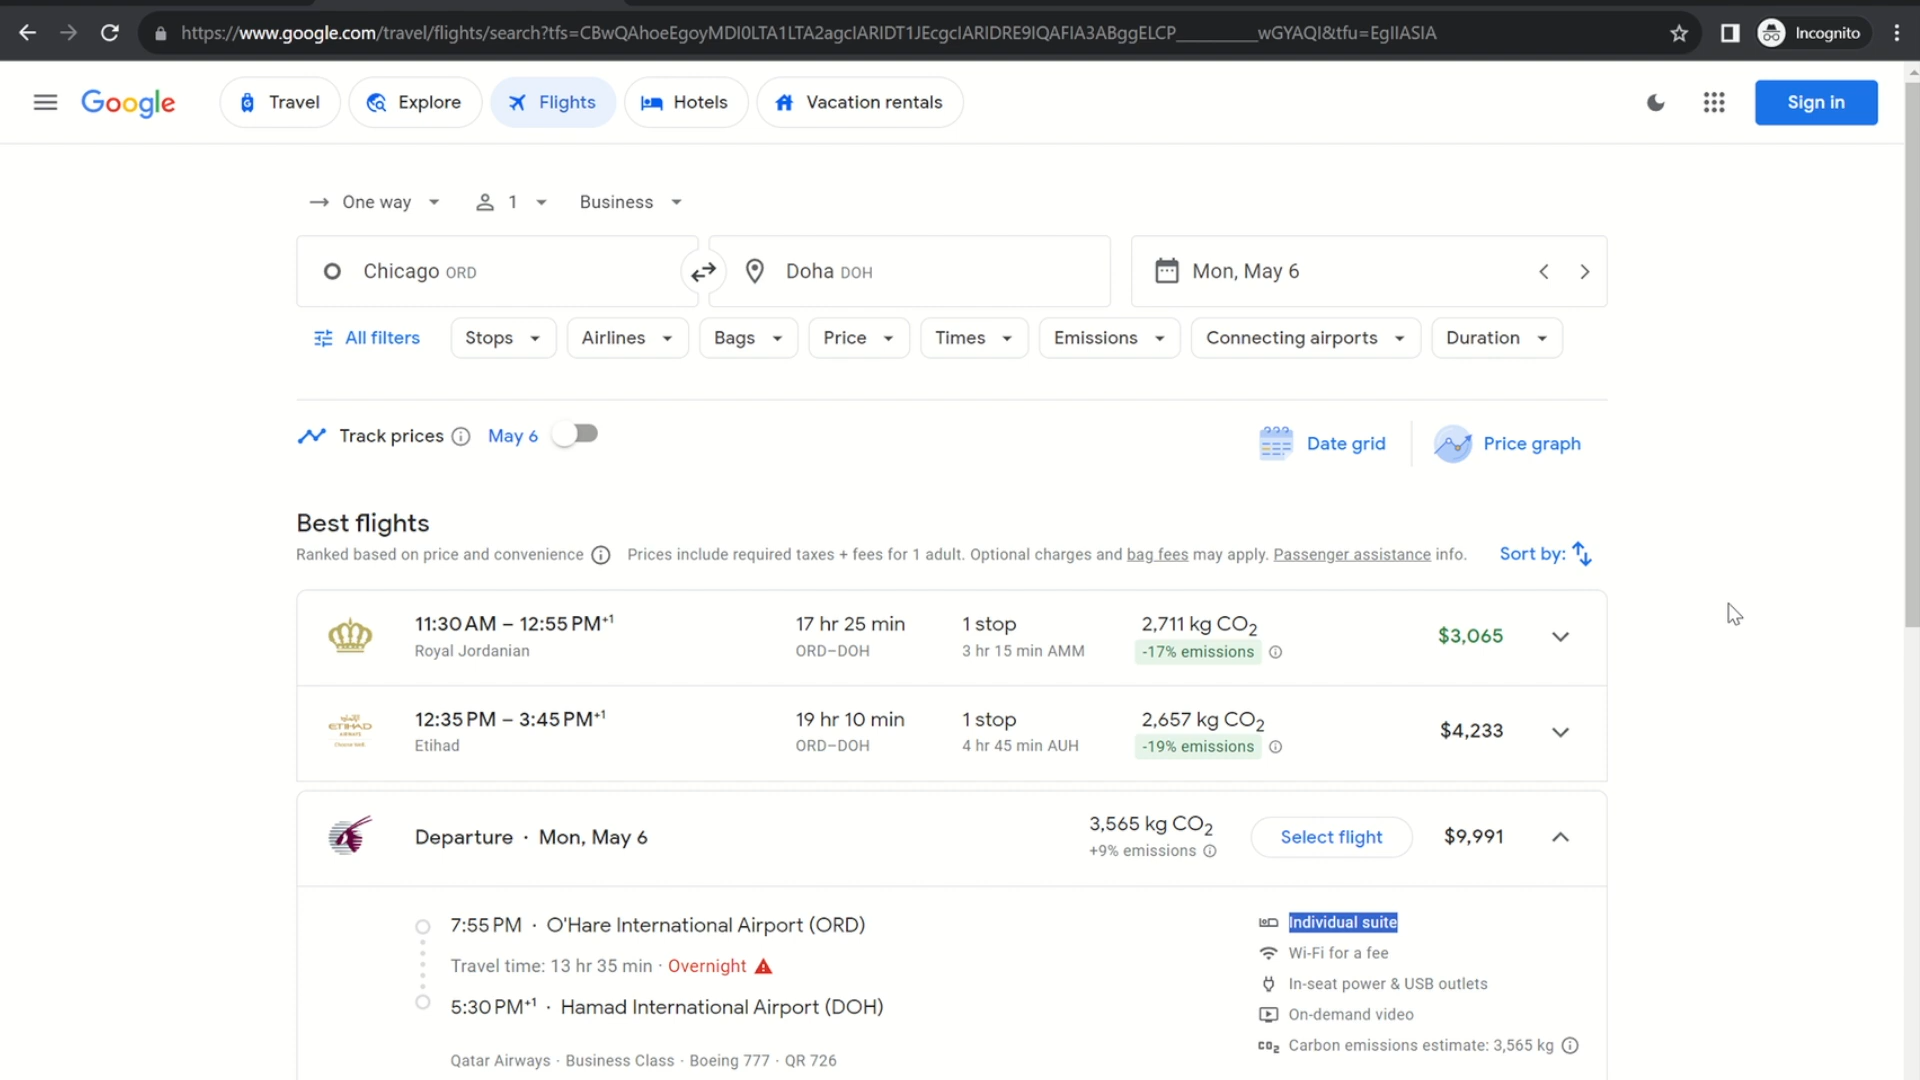 https://www.google.com/travel/flights/search?tfs=CBwQAhoeEgoyMDI0LTA1LTA2agcIARIDT1JEcgcIARIDRE9IQAFIA3ABggELCP___________wGYAQI&tfu=EgIIASIA
Incognito
Google
Travel
Explore
Flights
Hotels
Vacation rentals
Sign in
One way
1
Business
Chicago ORD
Doha DOH
Mon, May 6
All filters
Stops
Airlines
Bags
Price
Times
Emissions
Connecting airports
Duration
Track prices
May 6
Date grid
Price graph
Best flights
Ranked based on price and convenience
Prices include required taxes + fees for 1 adult. Optional charges and bag fees may apply. Passenger assistance info.
Sort by:
11:30 AM – 12:55 PM+1
Royal Jordanian
17 hr 25 min
ORD–DOH
1 stop
3 hr 15 min AMM
2,711 kg CO2
-17% emissions
$3,065
ETIHAD
AIRWAYS
12:35 PM – 3:45 PM+1
Etihad
19 hr 10 min
ORD–DOH
1 stop
4 hr 45 min AUH
2,657 kg CO2
-19% emissions
$4,233
Departure · Mon, May 6
3,565 kg CO2
+9% emissions
Select flight
$9,991
7:55 PM · O'Hare International Airport (ORD)
Travel time: 13 hr 35 min · Overnight
5:30 PM+1 · Hamad International Airport (DOH)
Qatar Airways · Business Class · Boeing 777 · QR 726
Individual suite
Wi-Fi for a fee
In-seat power & USB outlets
On-demand video
CO2 Carbon emissions estimate: 3,565 kg